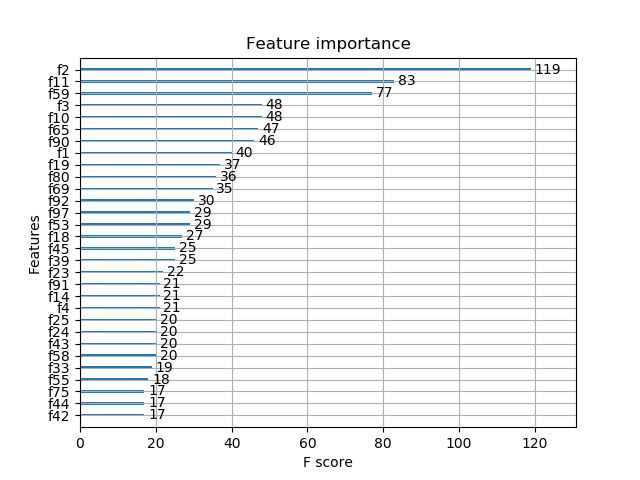 Feature importance
f2 119
f11 83
f59 77
f3 48
f10 48
f65 47
f90 46
f1 40
f19 37
f80 36
f69 35
f92 30
f97 29
f53 29
f18 27
f45 25
f39 25
f23 22
f91 21
f14 21
f4 21
f25 20
f24 20
f43 20
f58 20
f33 19
f55 18
f75 17
f44 17
f42 17
Features
0 20 40 60 80 100 120
F score